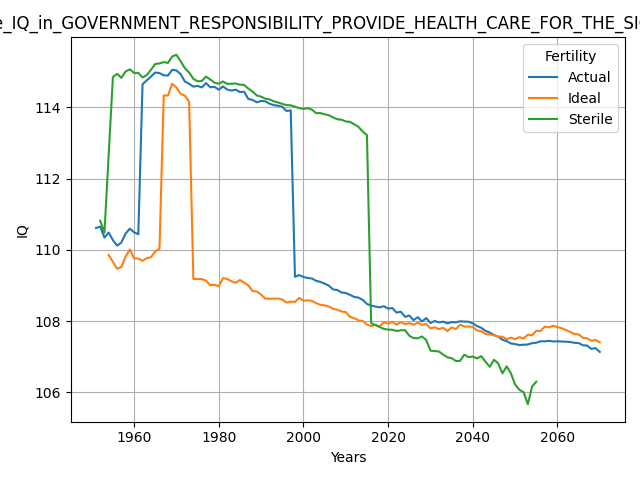 e_IQ_in_GOVERNMENT_RESPONSIBILITY_PROVIDE_HEALTH_CARE_FOR_THE_SI
Fertility
Actual
Ideal
Sterile
IQ
114
112
110
108
106
1960
1980
2000
2020
2040
2060
Years